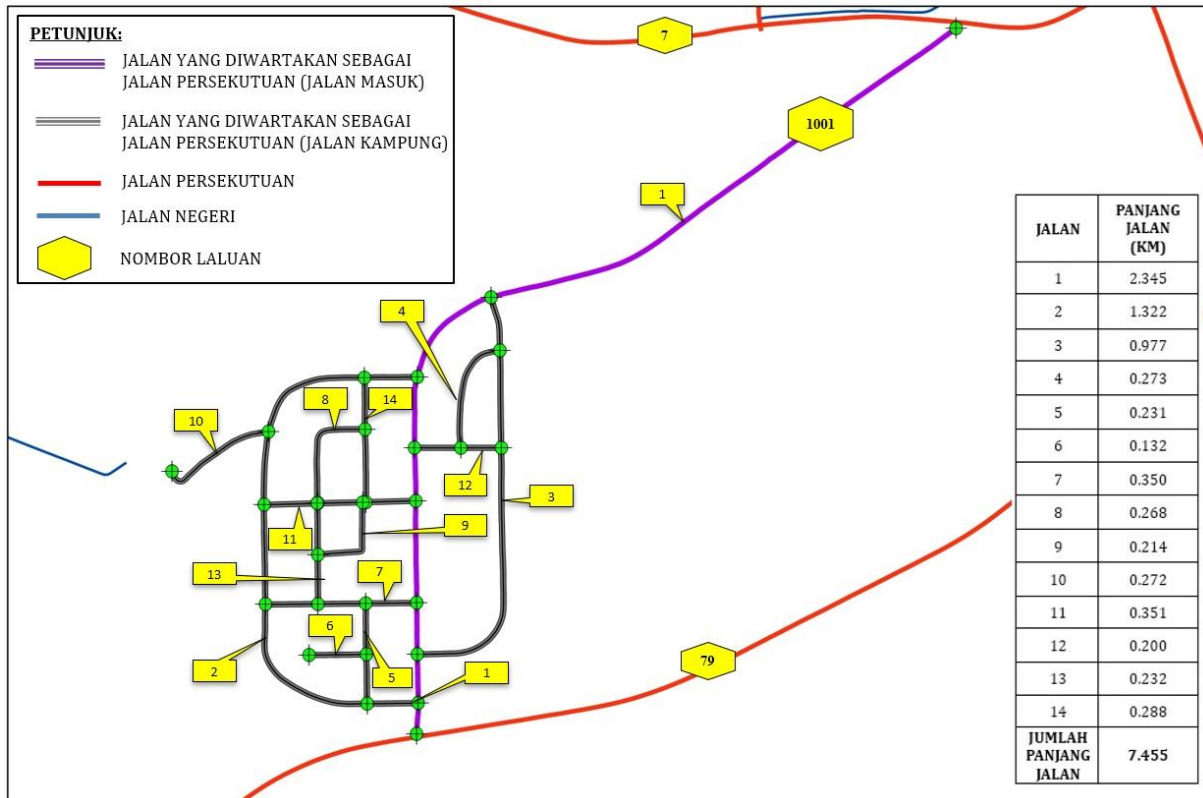 PETUNJUK:
JALAN YANG DIWARTAKAN SEBAGAI
JALAN PERSEKUTUAN (JALAN MASUK)
JALAN YANG DIWARTAKAN SEBAGAI
JALAN PERSEKUTUAN (JALAN KAMPUNG)
JALAN PERSEKUTUAN
JALAN NEGERI
NOMBOR LALUAN
7
1001
1
4
8
14
10
12
3
11
9
13
7
6
2
5
1
79
JALAN PANJANG
JALAN
(KM)
1 2.345
2 1.322
3 0.977
4 0.273
5 0.231
6 0.132
7 0.350
8 0.268
9 0.214
10 0.272
11 0.351
12 0.200
13 0.232
14 0.288
JUMLAH
PANJANG 7.455
JALAN